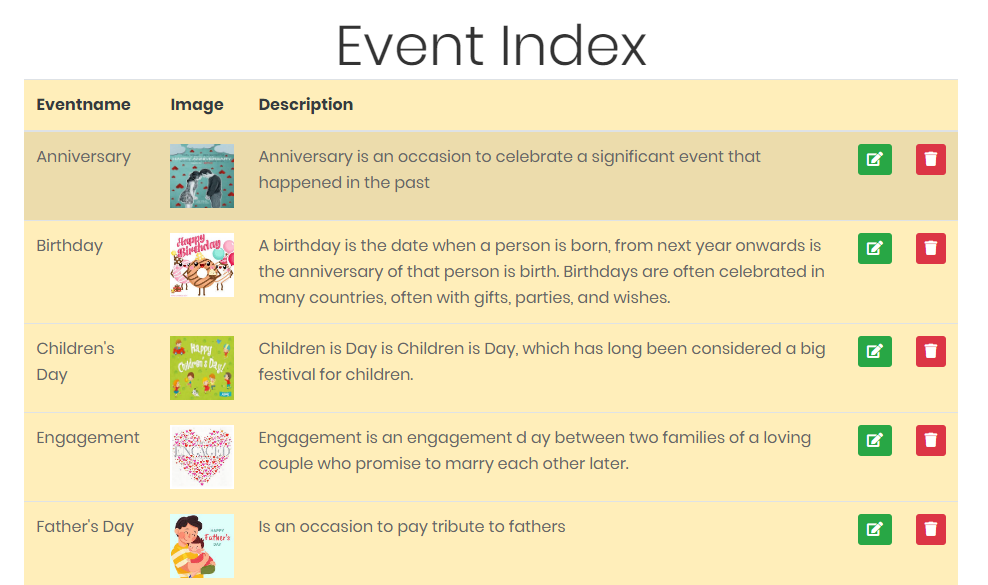 Event Index
Eventname Image Description
Anniversary
Anniversary is an occasion to celebrate a significant event that
happened in the past
Birthday
Happy
Birthday
A birthday is the date when a person is born, from next year onwards is
the anniversary of that person is birth. Birthdays are often celebrated in
many countries, often with gifts, parties, and wishes.
Children's
Day
Happy
Children's Day!
Children is Day is Children is Day, which has long been considered a big
festival for children.
Engagement
ENGAGED
Engagement is an engagement d ay between two families of a loving
couple who promise to marry each other later.
Father's Day
HAPPY
Father's
DAY
Is an occasion to pay tribute to fathers